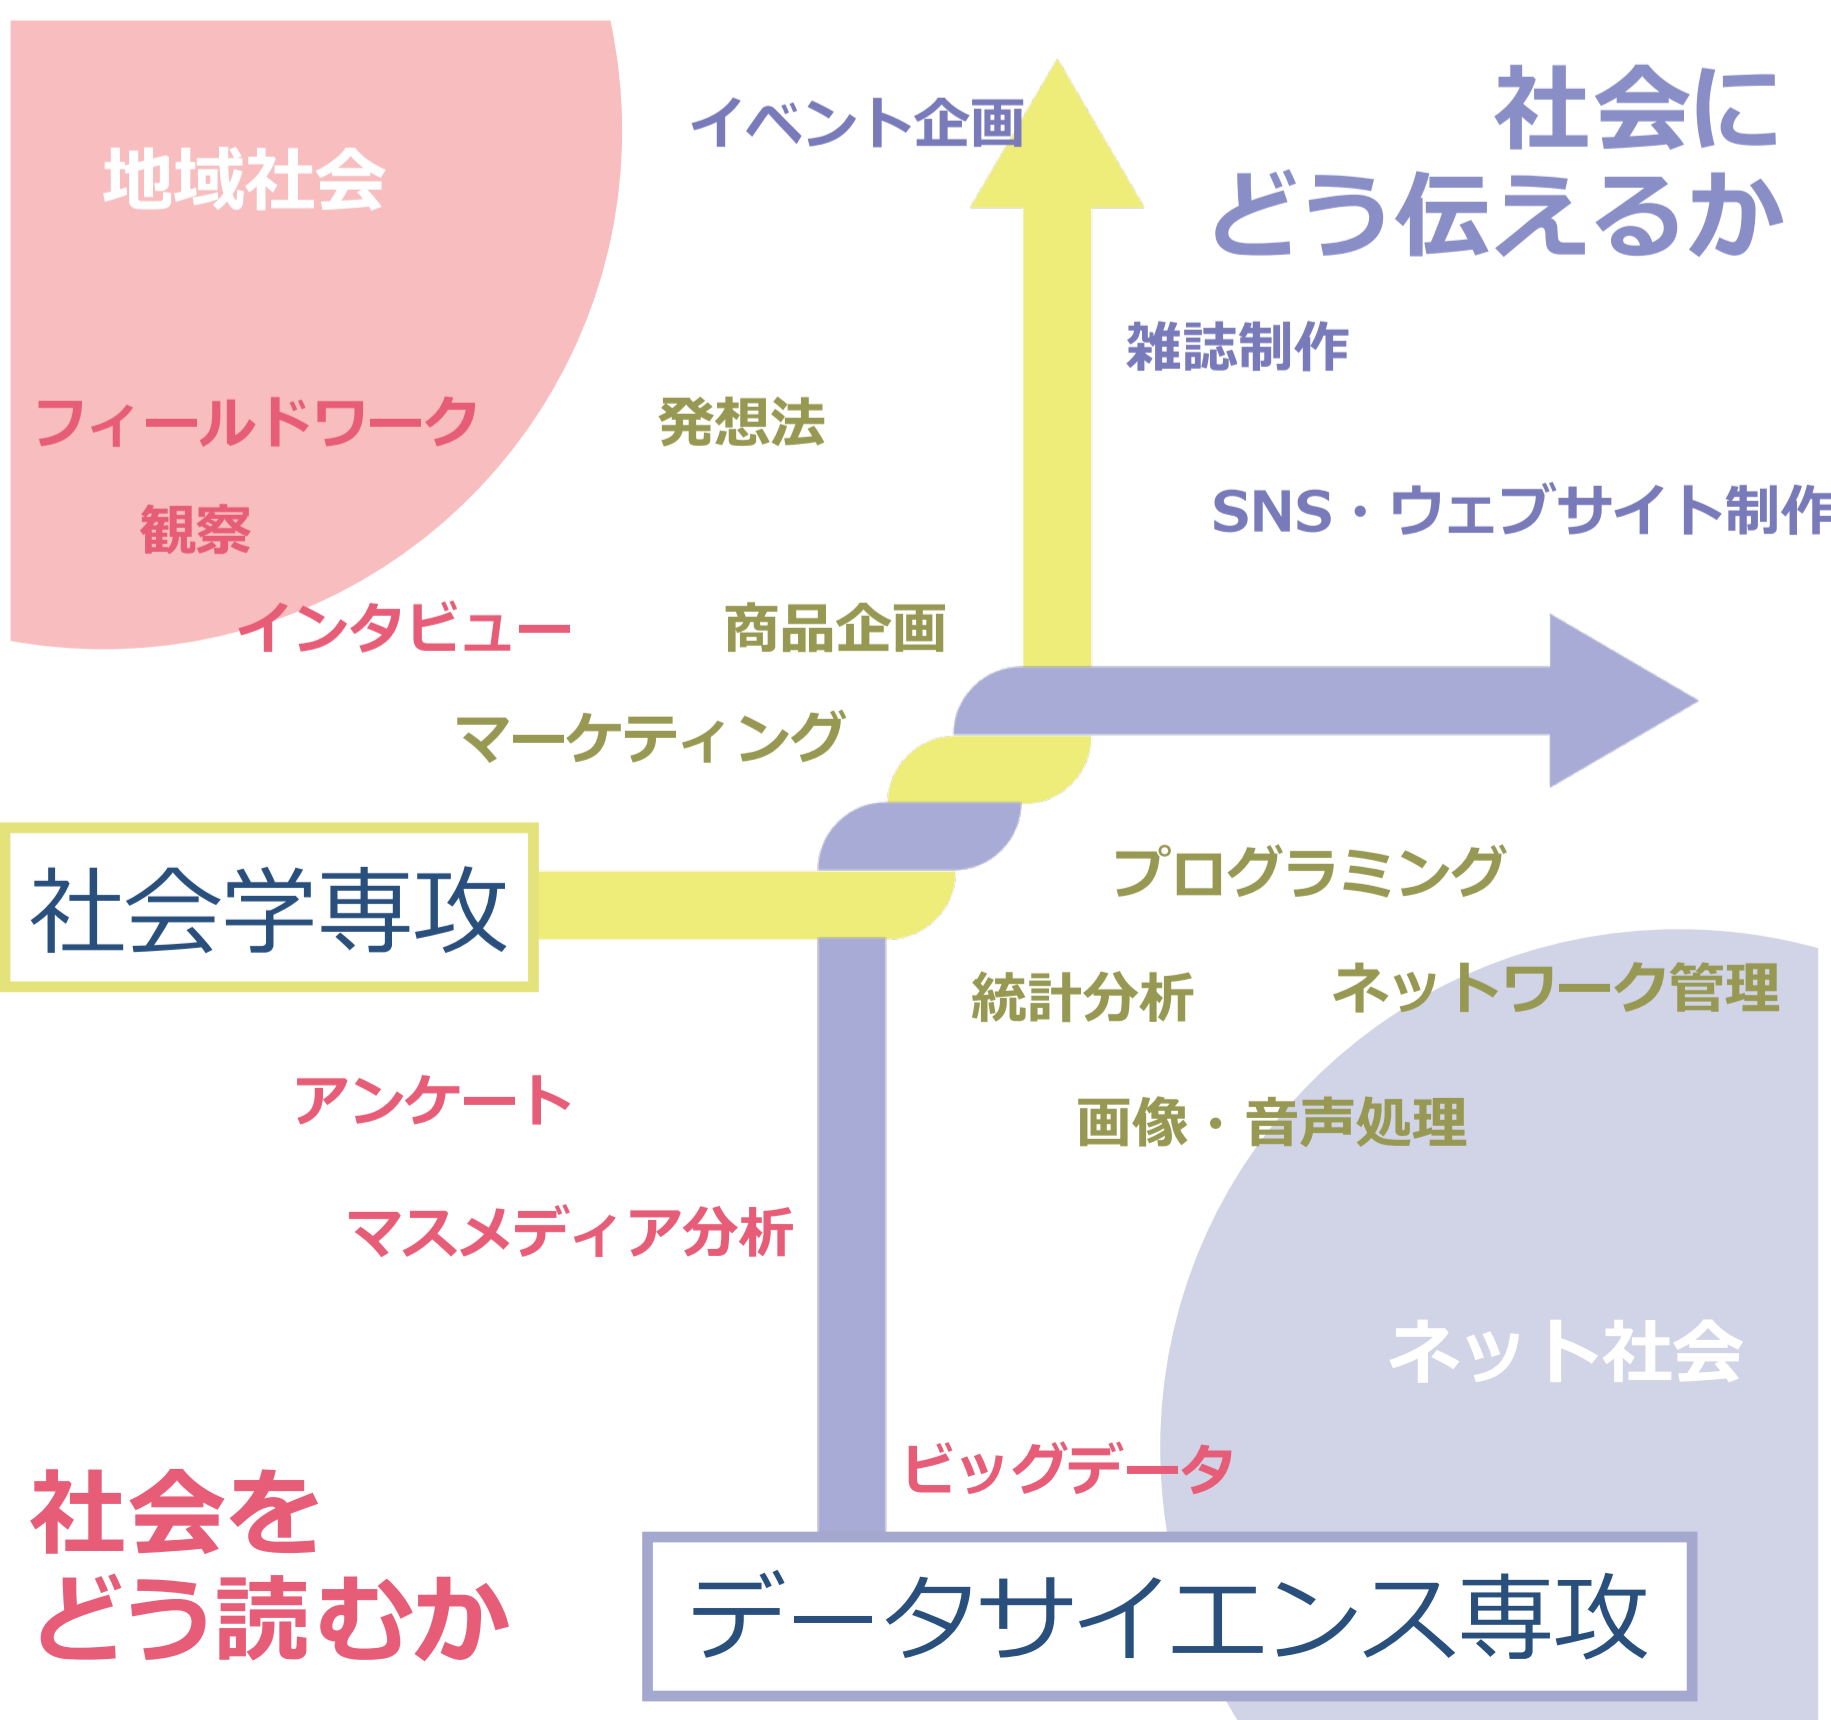 社会に
どう伝えるか
イベント企画
地域社会
雑誌制作
フィールドワーク
発想法
SNS・ウェブサイト制作
観察
インタビュー
商品企画
マーケティング
社会学専攻
プログラミング
統計分析
ネットワーク管理
アンケート
画像・音声処理
マスメディア分析
ネット社会
ビッグデータ
社会を
どう読むか
データサイエンス専攻